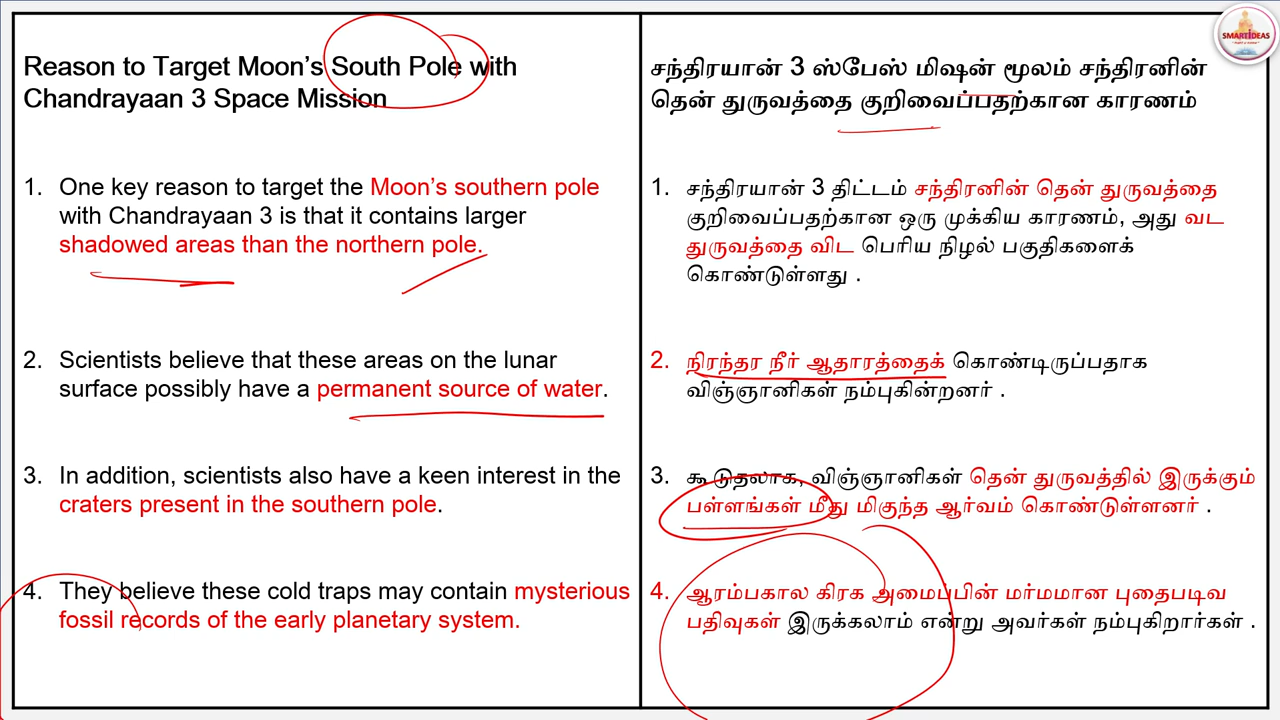 Reason to Target Moon's South Pole with
Chandrayaan 3 Space Mission
1. One key reason to target the Moon's southern pole
with Chandrayaan 3 is that it contains larger
shadowed areas than the northern pole.
2. Scientists believe that these areas on the lunar
surface possibly have a permanent source of water.
3. In addition, scientists also have a keen interest in the
craters present in the southern pole.
4. They believe these cold traps may contain mysterious
fossil records of the early planetary system.
சந்திரயான் 3 ஸ்பேஸ் மிஷன் மூலம் சந்திரனின்
தென் துருவத்தை குறிவைப்பதற்கான காரணம்
1. சந்திரயான் 3 திட்டம் சந்திரனின் தென் துருவத்தை
குறிவைப்பதற்கான ஒரு முக்கிய காரணம், அது வட
துருவத்தை விட பெரிய நிழல் பகுதிகளைக்
கொண்டுள்ளது .
2. நிரந்தர நீர் ஆதாரத்தைக் கொண்டிருப்பதாக
விஞ்ஞானிகள் நம்புகின்றனர் .
3. கூடுதலாக, விஞ்ஞானிகள் தென் துருவத்தில் இருக்கும்
பள்ளங்கள் மீது மிகுந்த ஆர்வம் கொண்டுள்ளனர் .
4. ஆரம்பகால கிரக அமைப்பின் மர்மமான புதைபடிவ
பதிவுகள் இருக்கலாம் என்று அவர்கள் நம்புகிறார்கள் .
SMARTIDEAS